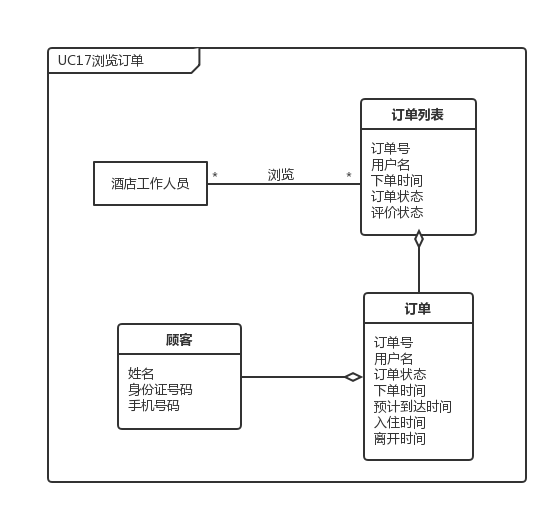 UC17浏览订单
订单列表
订单号
用户名
下单时间
订单状态
评价状态
酒店工作人员
*
浏览
*
订单
订单号
用户名
订单状态
下单时间
预计到达时间
入住时间
离开时间
顾客
姓名
身份证号码
手机号码